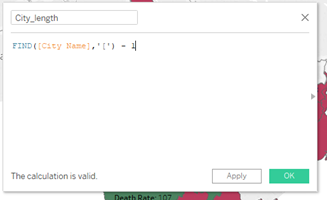 City_length
FIND([City Name],'[') - 1
The calculation is valid.
Apply
OK
Death Rate: 107